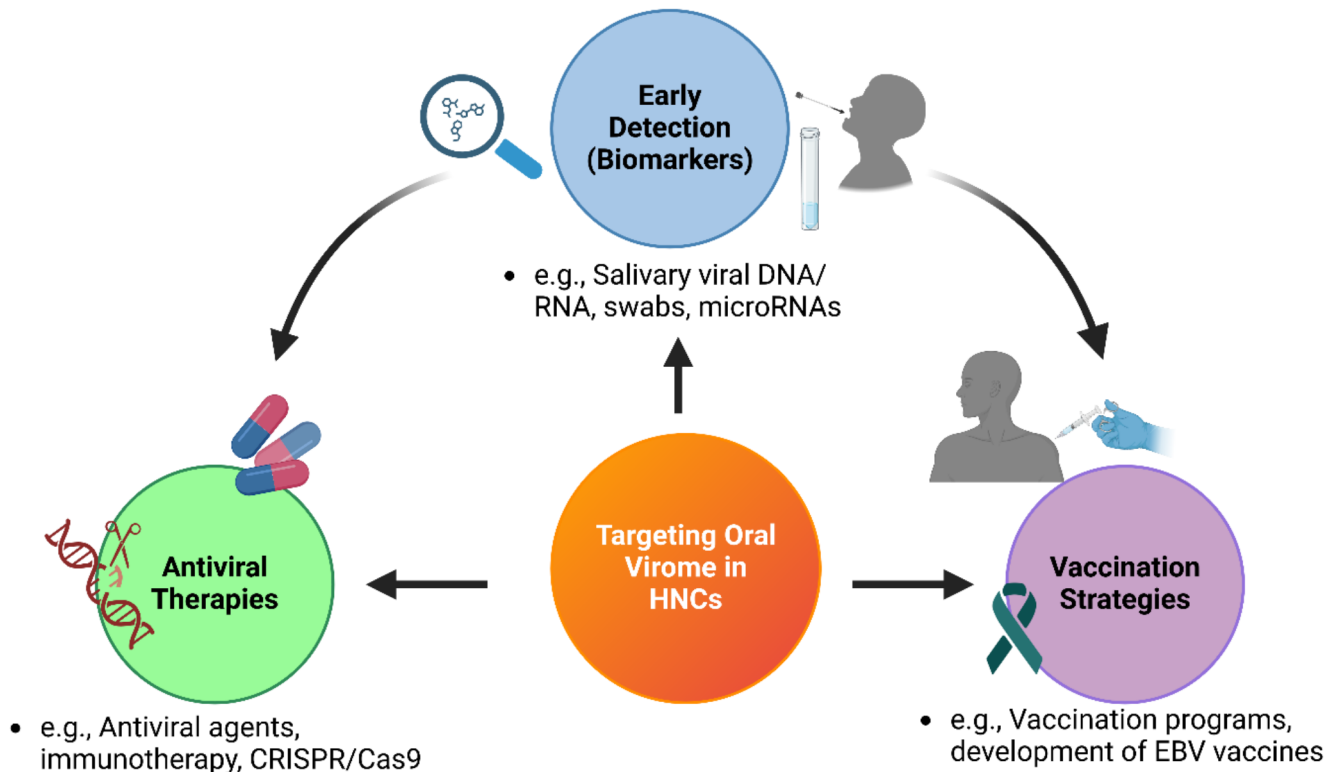 Early
Detection
(Biomarkers)
• e.g., Salivary viral DNA/
RNA, swabs, microRNAs
Targeting Oral
Virome in
HNCs
Antiviral
Therapies
• e.g., Antiviral agents,
immunotherapy, CRISPR/Cas9
Vaccination
Strategies
• e.g., Vaccination programs,
development of EBV vaccines